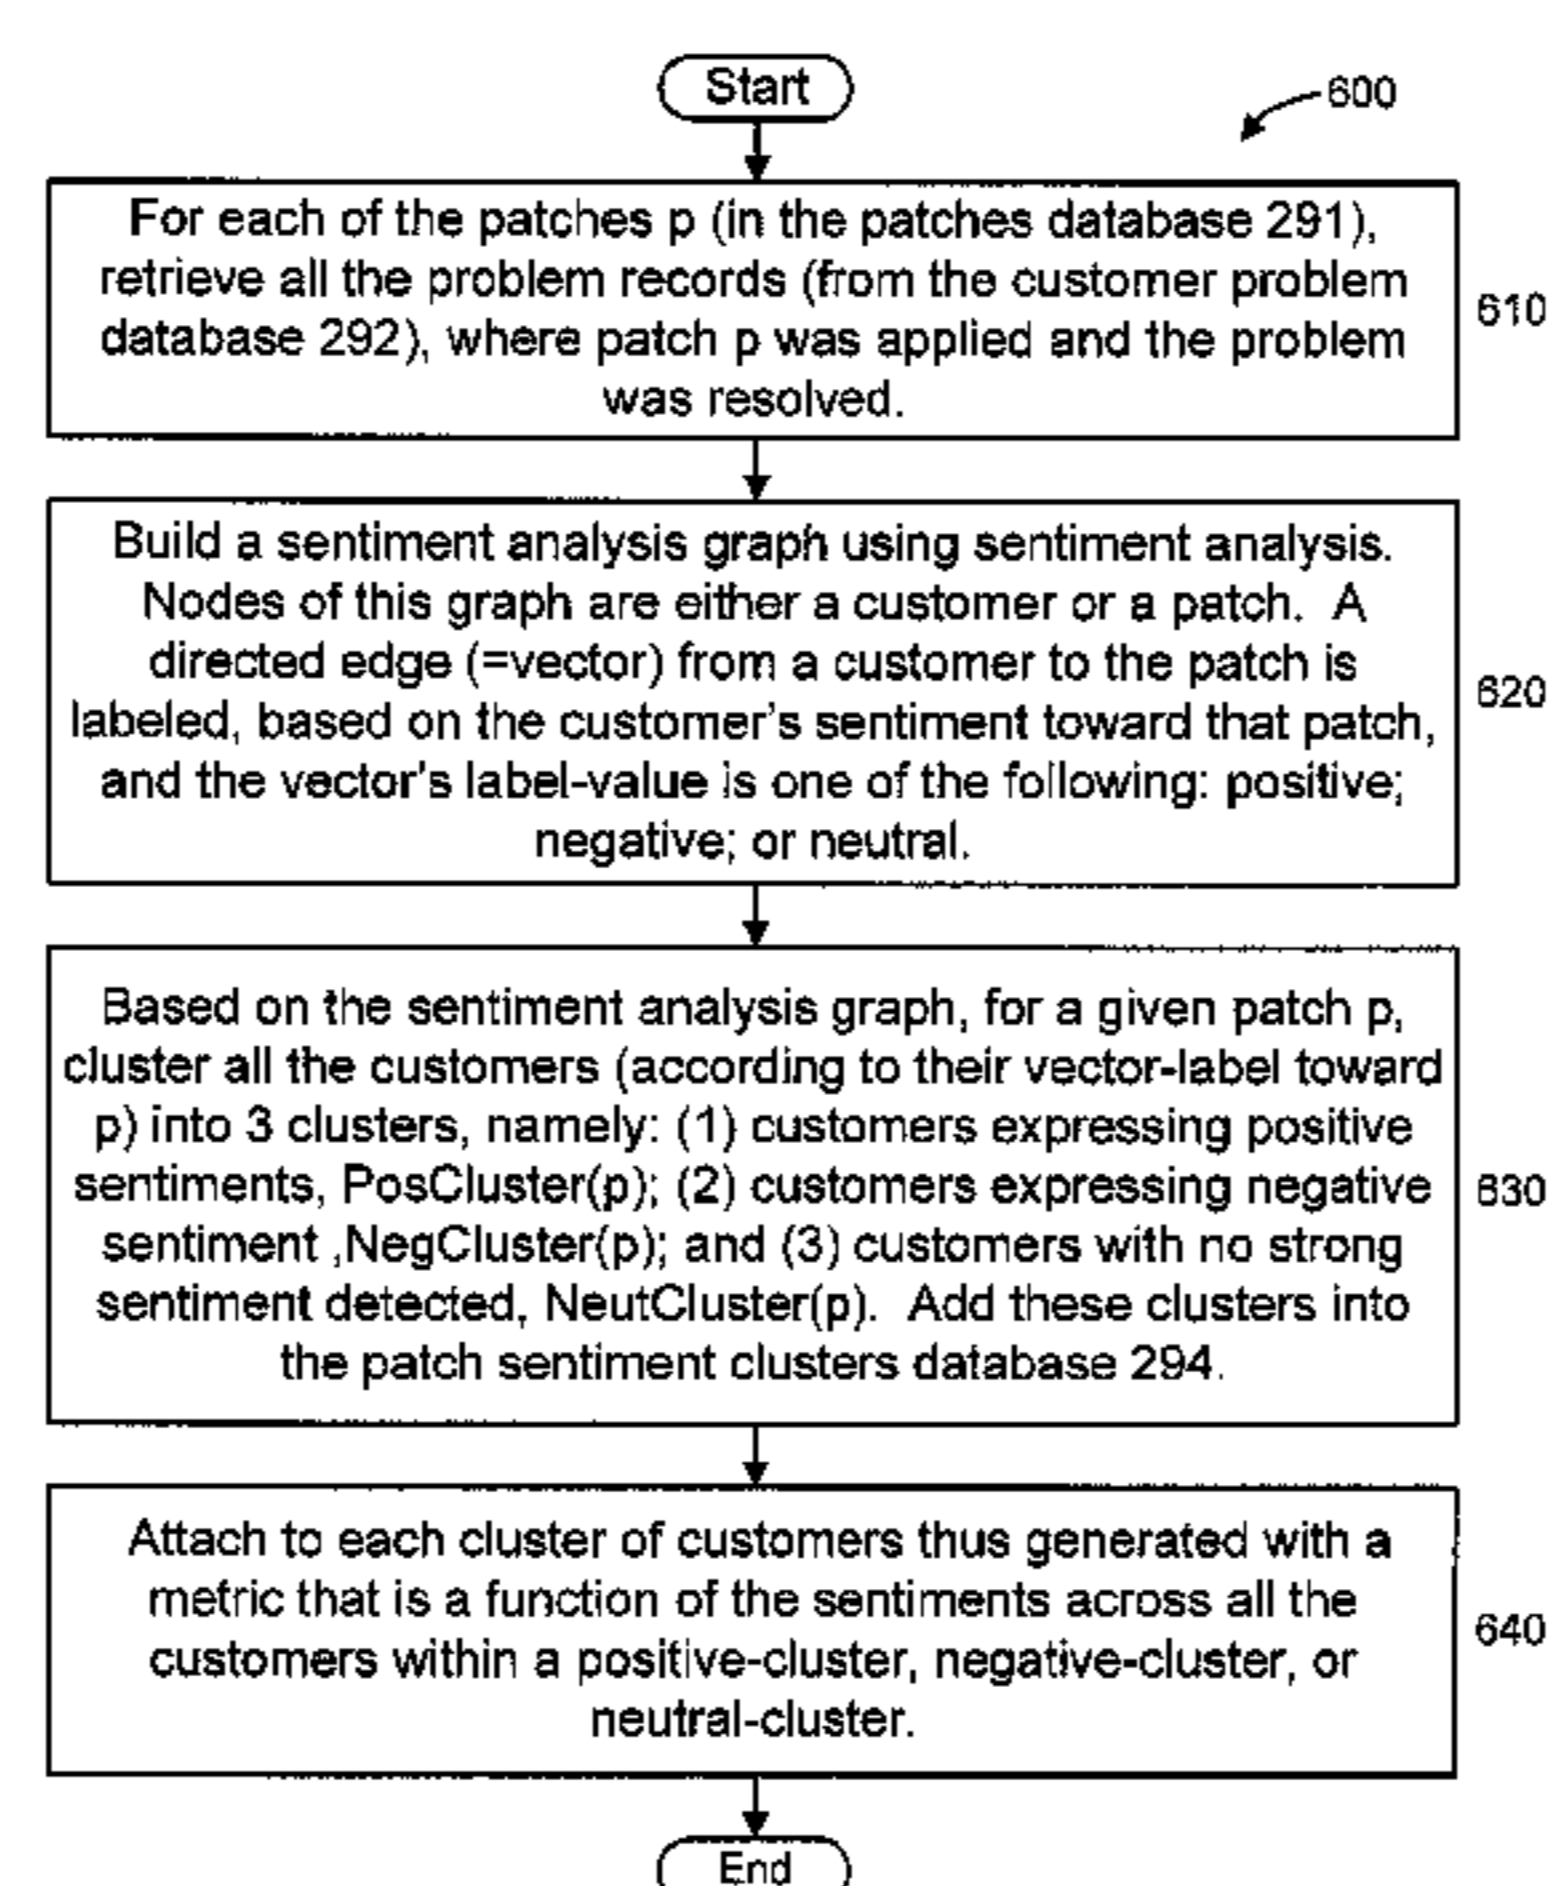 Start
600
For each of the patches p (in the patches database 291),
retrieve all the problem records (from the customer problem
database 292), where patch p was applied and the problem
was resolved.
610
Build a sentiment analysis graph using sentiment analysis.
Nodes of this graph are either a customer or a patch. A
directed edge (=vector) from a customer to the patch is
labeled, based on the customer's sentiment toward that patch,
and the vector's label-value is one of the following: positive;
negative; or neutral.
620
Based on the sentiment analysis graph, for a given patch p,
cluster all the customers (according to their vector-label toward
p) into 3 clusters, namely: (1) customers expressing positive
sentiments, PosCluster(p); (2) customers expressing negative
sentiment ,NegCluster(p); and (3) customers with no strong
sentiment detected, NeutCluster(p). Add these clusters into
the patch sentiment clusters database 294.
630
Attach to each cluster of customers thus generated with a
metric that is a function of the sentiments across all the
customers within a positive-cluster, negative-cluster, or
neutral-cluster.
640
End